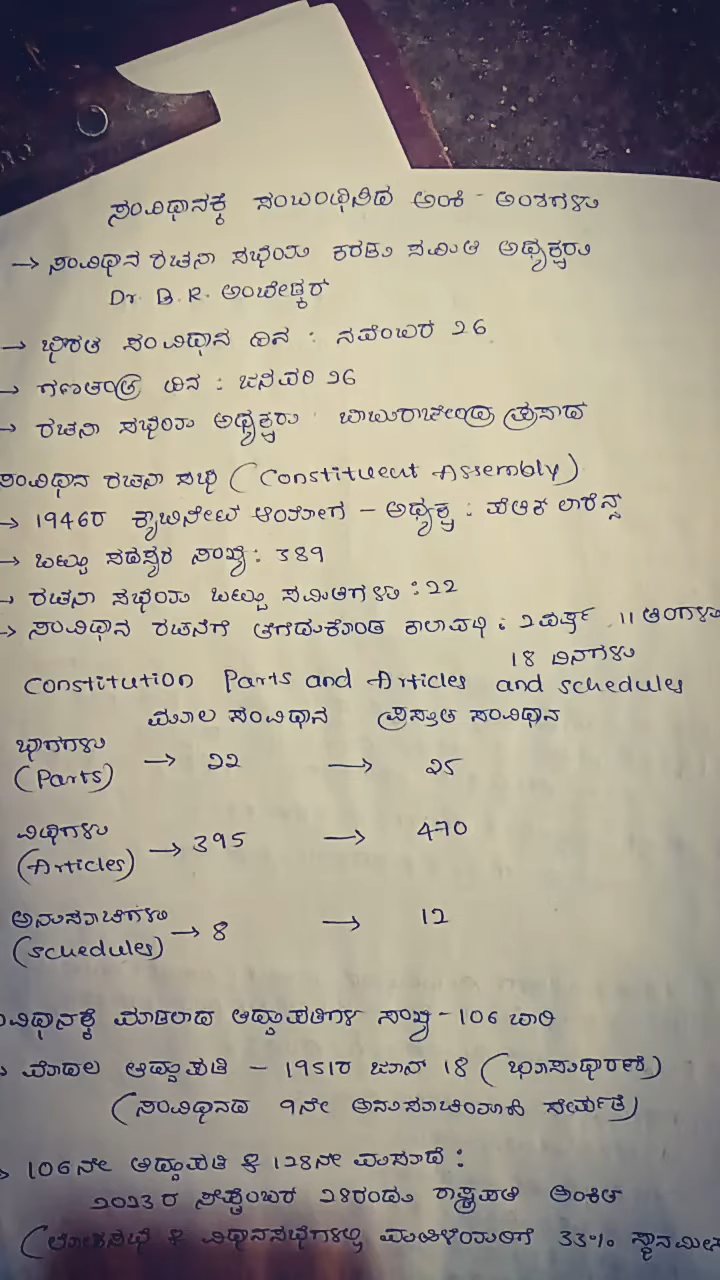 ಸಂವಿಧಾನಕ್ಕೆ ಸಂಬಂಧಿಸಿದ ಅಂಕಿ - ಅಂಶಗಳು
→ ಸಂವಿಧಾನ ರಚನಾ ಸಭೆಯ ಕರಡು ಸಮಿತಿ ಅಧ್ಯಕ್ಷರು
Dr. B. R. ಅಂಬೇಡ್ಕರ್
→ ಭಾರತ ಸಂವಿಧಾನ ದಿನ : ನವೆಂಬರ 26
→ ಗಣತಂತ್ರ ದಿನ : ಜನವರಿ 26
→ ರಚನಾ ಸಭೆಯ ಅಧ್ಯಕ್ಷರು ಬಾಬುರಾಜೇಂದ್ರ ಪ್ರಸಾದ
ಸಂವಿಧಾನ ರಚನಾ ಸಭೆ (Constituent Assembly)
→ 1946ರ ಕ್ಯಾಬಿನೇಟ ಆಯೋಗ - ಅಧ್ಯಕ್ಷ : ಪೆಥಿಕ ಲಾರೆನ್ಸ್
→ ಒಟ್ಟು ಸದಸ್ಯರ ಸಂಖ್ಯೆ : 389
→ ರಚನಾ ಸಭೆಯ ಒಟ್ಟು ಸಮಿತಿಗಳು : 22
→ ಸಂವಿಧಾನ ರಚನೆಗೆ ತೆಗೆದುಕೊಂಡ ಕಾಲಾವಧಿ : 2 ವರ್ಷ 11 ತಿಂಗಳು
18 ದಿನಗಳು
Constitution Parts and Articles and schedules
ಮೂಲ ಸಂವಿಧಾನ ಪ್ರಸ್ತುತ ಸಂವಿಧಾನ
ಭಾಗಗಳು
(Parts) → 22 → 25
ವಿಧಿಗಳು
(Articles) → 395 → 470
ಅನುಸೂಚಿಗಳು
(schedules) → 8 → 12
ಸಂವಿಧಾನಕ್ಕೆ ಮಾಡಲಾದ ತಿದ್ದುಪಡಿಗಳ ಸಂಖ್ಯೆ - 106 ಬಾರಿ
ಮೊದಲ ತಿದ್ದುಪಡಿ - 1951ರ ಜೂನ್ 18 (ಭೂಸುಧಾರಣೆ)
(ಸಂವಿಧಾನದ 9ನೇ ಅನುಸೂಚಿಯಾಗಿ ಸೇರ್ಪಡೆ)
→ 106ನೇ ತಿದ್ದುಪಡಿ & 128ನೇ ಮಸೂದೆ :
2023 ರ ಸೆಪ್ಟೆಂಬರ 28ರಂದು ರಾಷ್ಟ್ರಪತಿ ಅಂಕಿತ
(ಲೋಕಸಭೆ & ವಿಧಾನಸಭೆಗಳಲ್ಲಿ ಮಹಿಳೆಯರಿಗೆ 33%